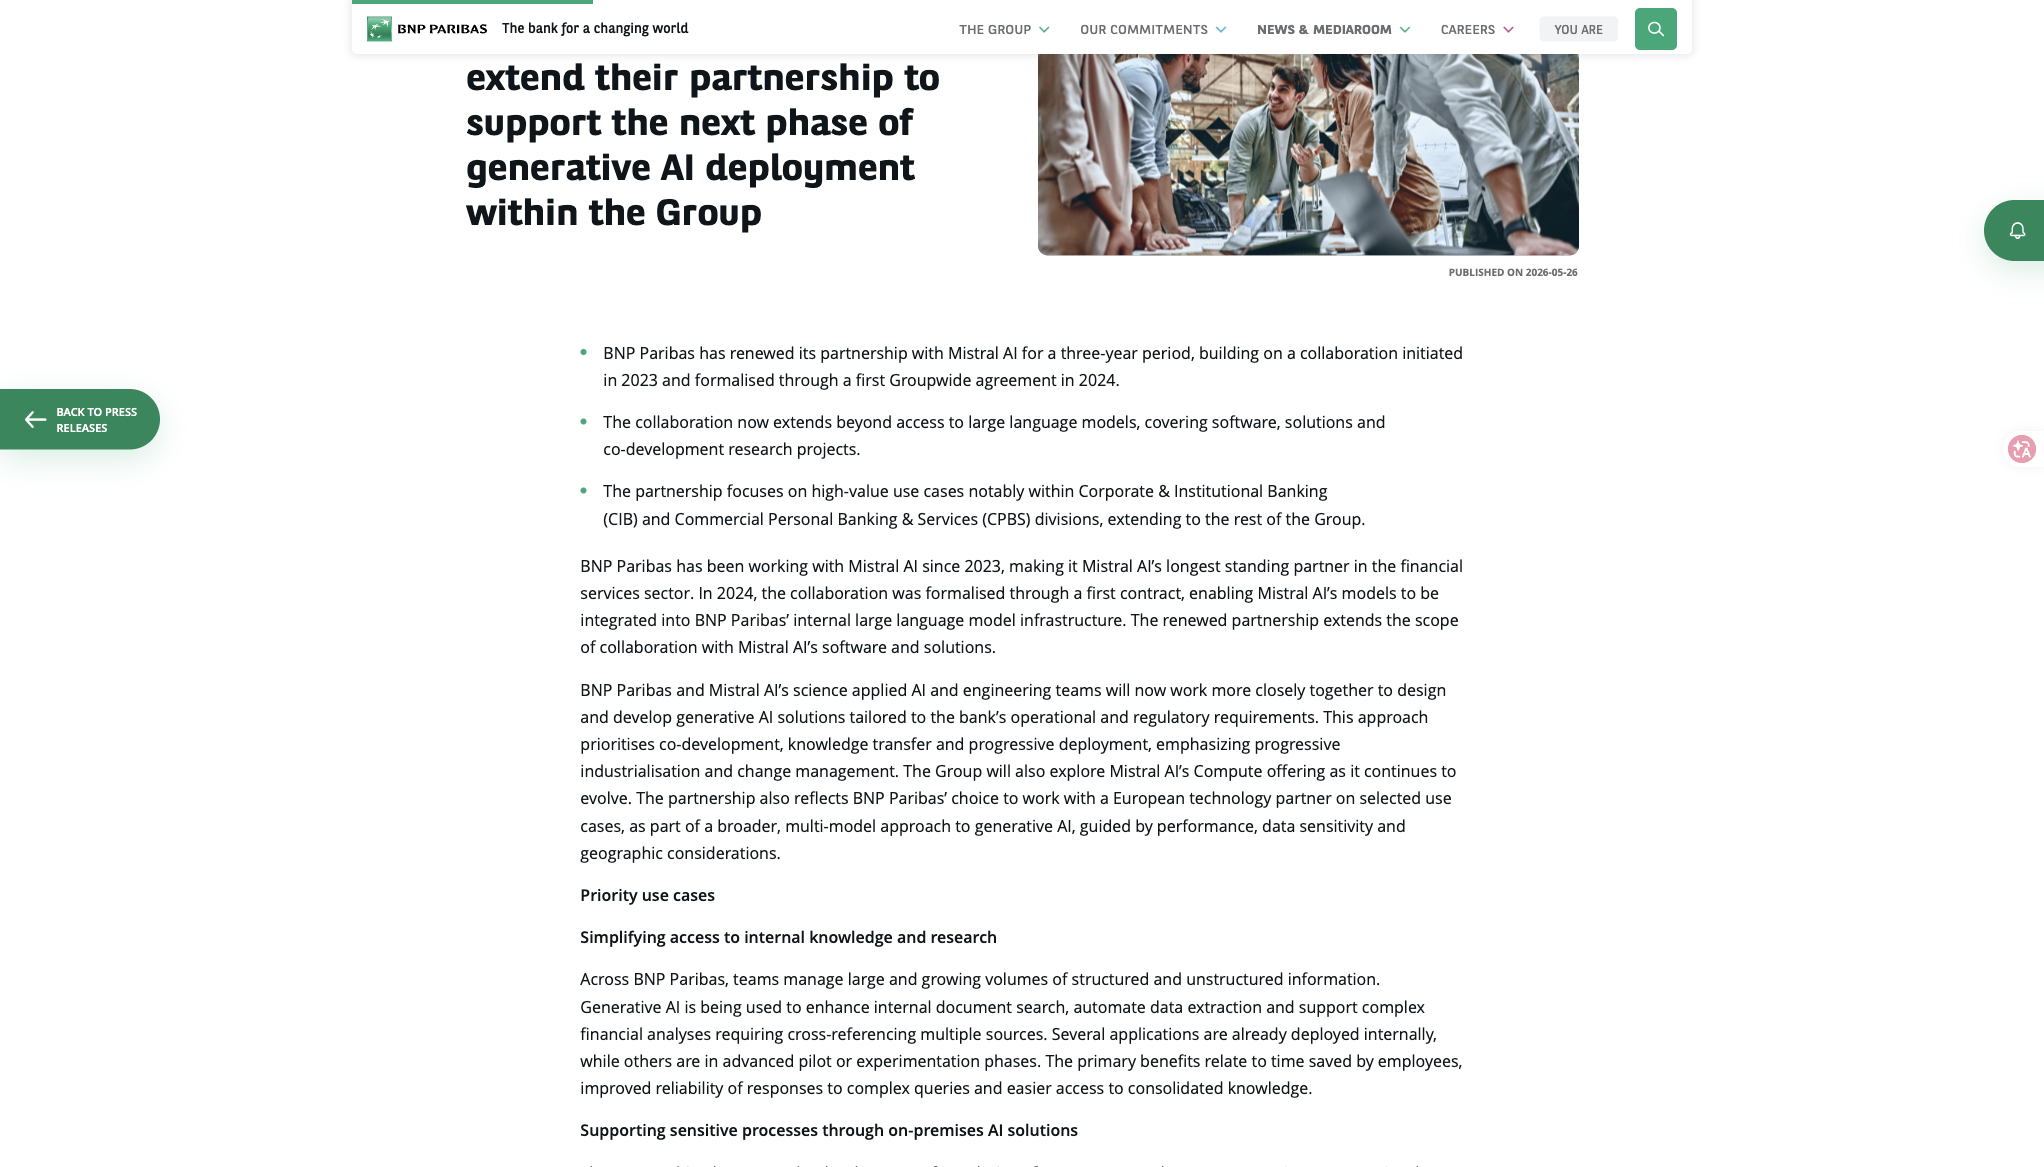 BNP PARIBAS The bank for a changing world
THE GROUP
OUR COMMITMENTS
NEWS & MEDIAROOM
CAREERS
YOU ARE
extend their partnership to
support the next phase of
generative AI deployment
within the Group
PUBLISHED ON 2026-05-26
BACK TO PRESS
RELEASES
• BNP Paribas has renewed its partnership with Mistral AI for a three-year period, building on a collaboration initiated
in 2023 and formalised through a first Groupwide agreement in 2024.
• The collaboration now extends beyond access to large language models, covering software, solutions and
co-development research projects.
• The partnership focuses on high-value use cases notably within Corporate & Institutional Banking
(CIB) and Commercial Personal Banking & Services (CPBS) divisions, extending to the rest of the Group.
BNP Paribas has been working with Mistral AI since 2023, making it Mistral AI’s longest standing partner in the financial
services sector. In 2024, the collaboration was formalised through a first contract, enabling Mistral AI’s models to be
integrated into BNP Paribas’ internal large language model infrastructure. The renewed partnership extends the scope
of collaboration with Mistral AI’s software and solutions.
BNP Paribas and Mistral AI’s science applied AI and engineering teams will now work more closely together to design
and develop generative AI solutions tailored to the bank’s operational and regulatory requirements. This approach
prioritises co-development, knowledge transfer and progressive deployment, emphasizing progressive
industrialisation and change management. The Group will also explore Mistral AI’s Compute offering as it continues to
evolve. The partnership also reflects BNP Paribas’ choice to work with a European technology partner on selected use
cases, as part of a broader, multi-model approach to generative AI, guided by performance, data sensitivity and
geographic considerations.
Priority use cases
Simplifying access to internal knowledge and research
Across BNP Paribas, teams manage large and growing volumes of structured and unstructured information.
Generative AI is being used to enhance internal document search, automate data extraction and support complex
financial analyses requiring cross-referencing multiple sources. Several applications are already deployed internally,
while others are in advanced pilot or experimentation phases. The primary benefits relate to time saved by employees,
improved reliability of responses to complex queries and easier access to consolidated knowledge.
Supporting sensitive processes through on-premises AI solutions